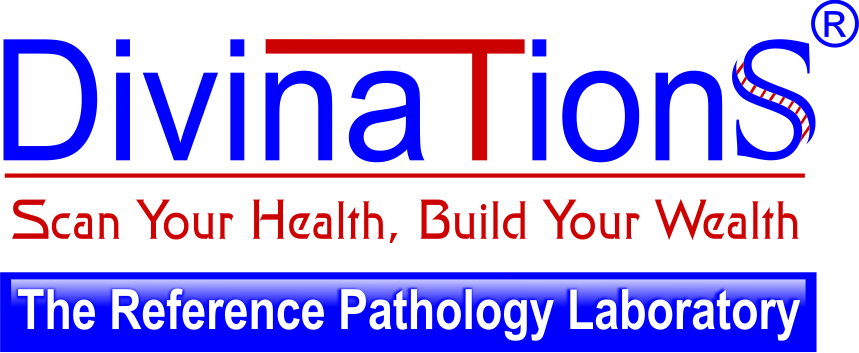 DivinaTionS®
Scan Your Health, Build Your Wealth
The Reference Pathology Laboratory